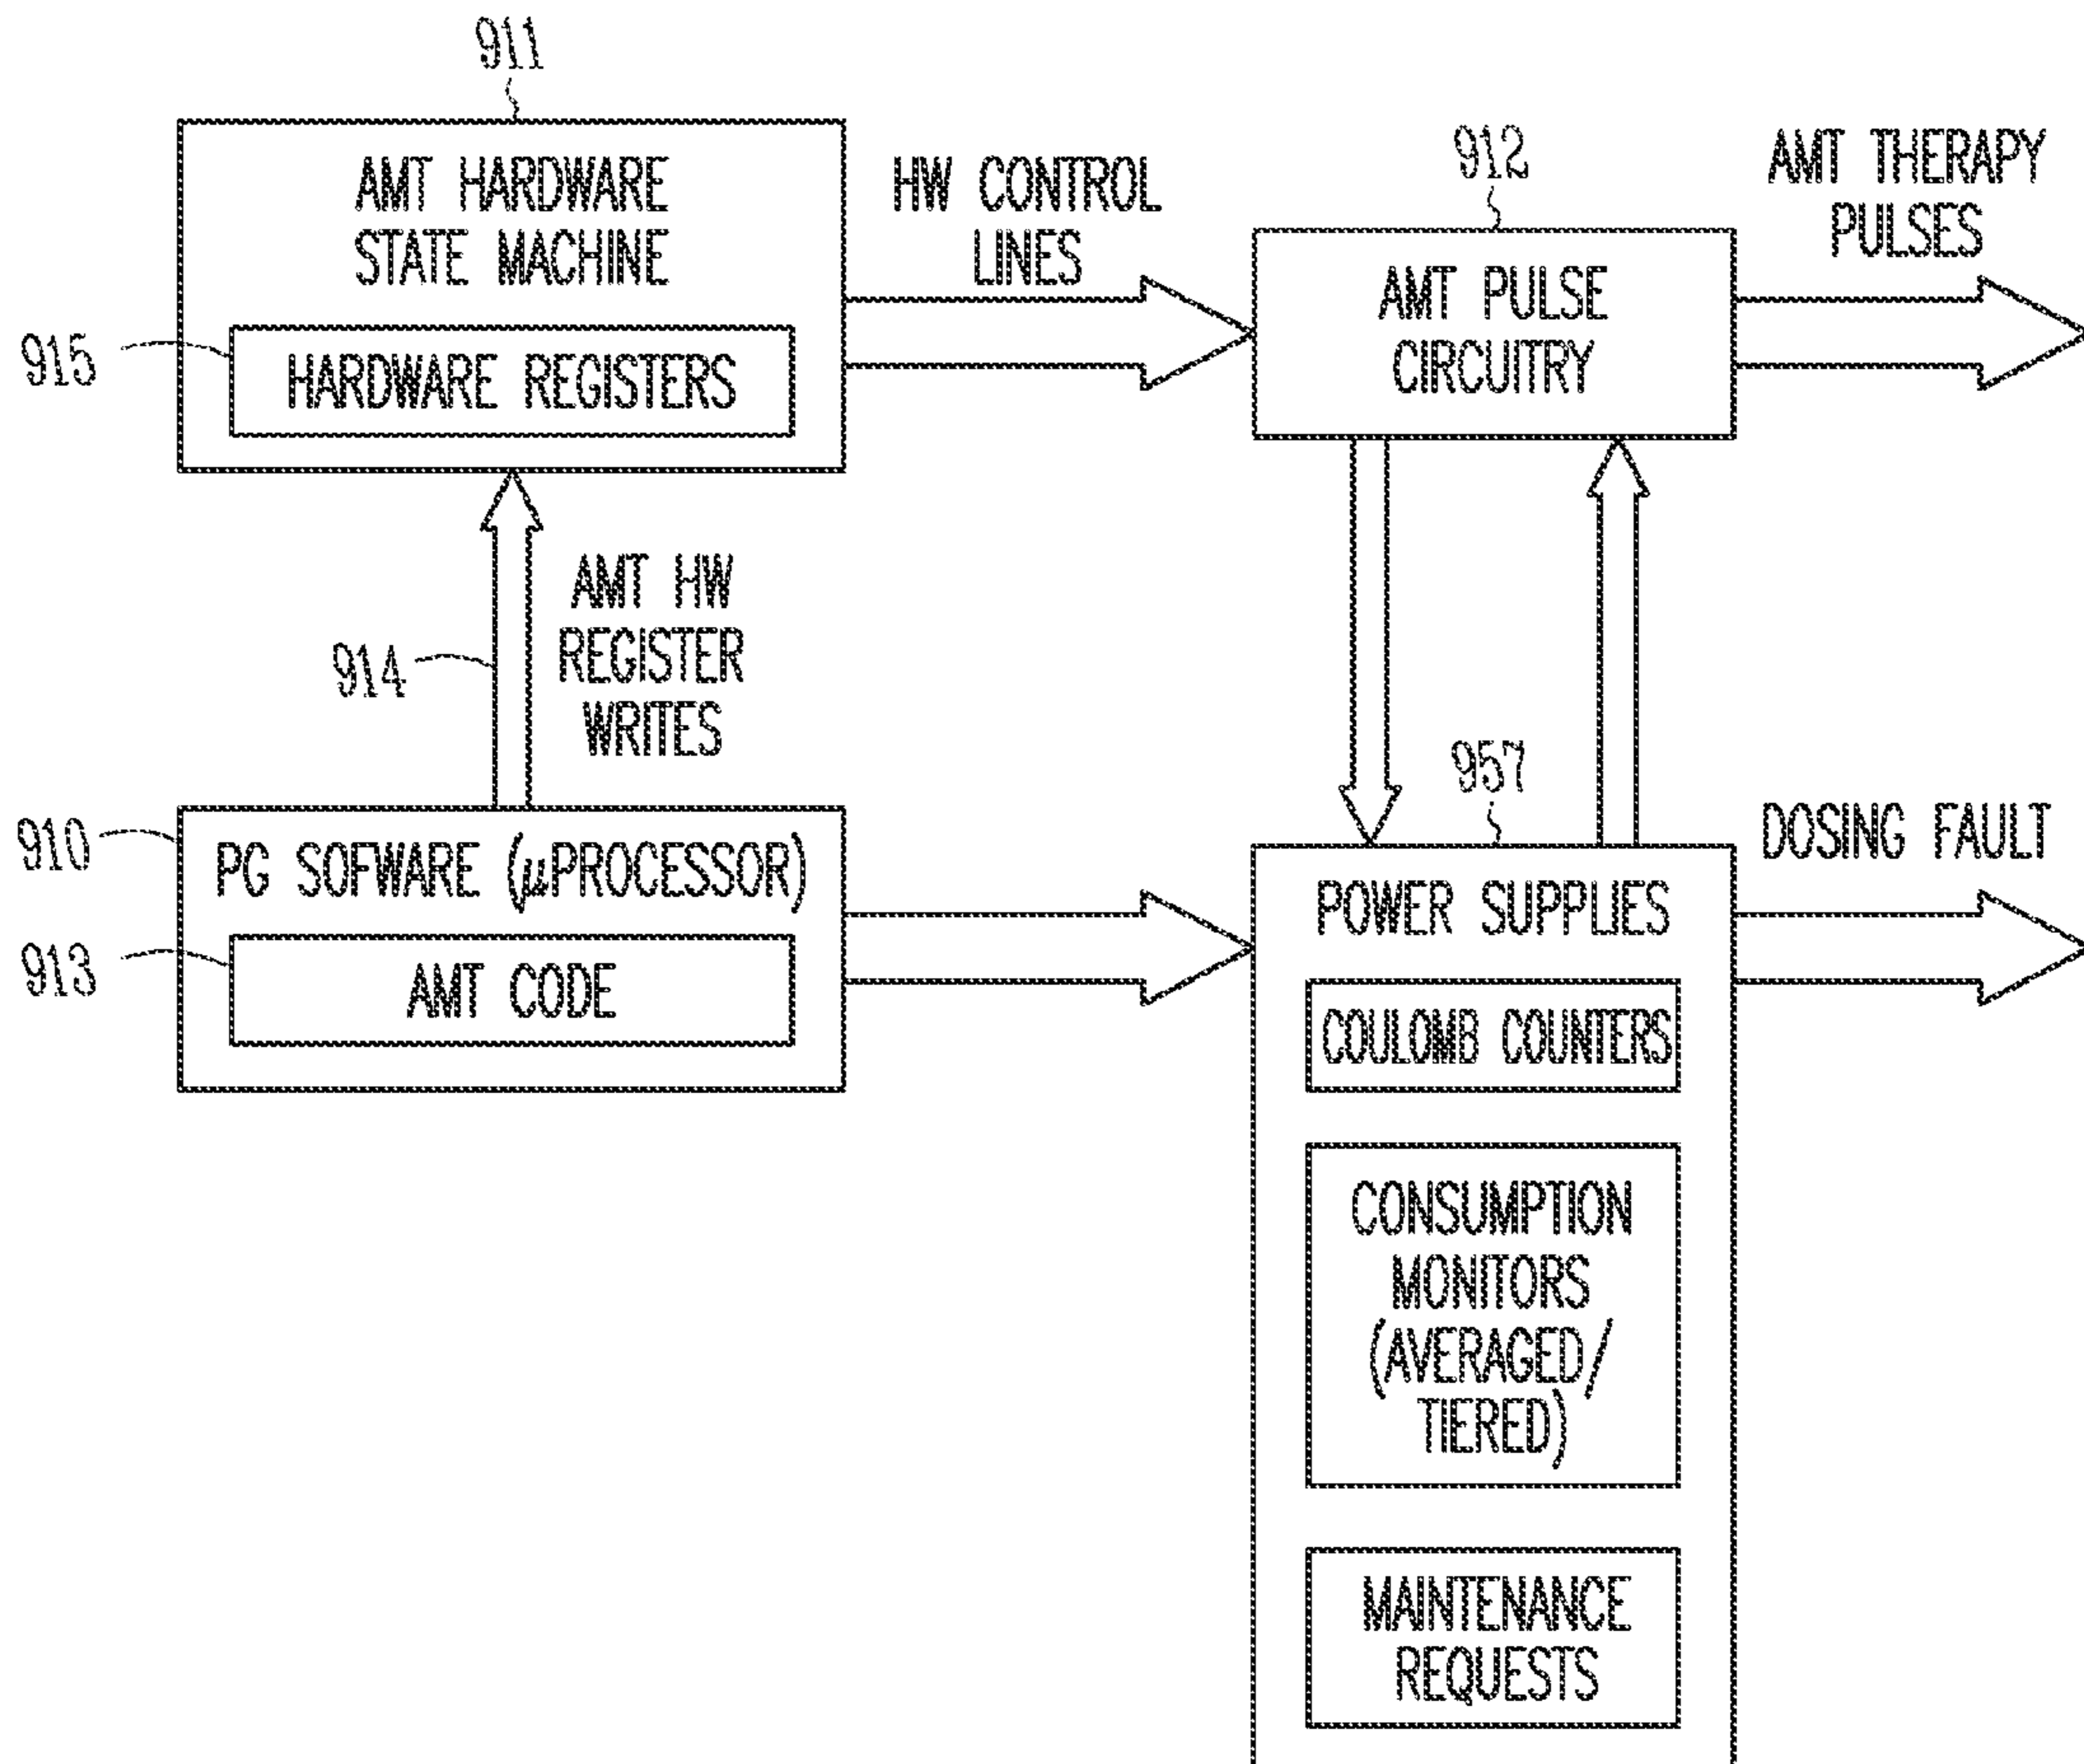 911
AMT HARDWARE
STATE MACHINE
915
HARDWARE REGISTERS
HW CONTROL
LINES
912
AMT PULSE
CIRCUITRY
AMT THERAPY
PULSES
914
AMT HW
REGISTER
WRITES
910
PG SOFWARE (μPROCESSOR)
913
AMT CODE
957
POWER SUPPLIES
COULOMB COUNTERS
CONSUMPTION
MONITORS
(AVERAGED/
TIERED)
MAINTENANCE
REQUESTS
DOSING FAULT